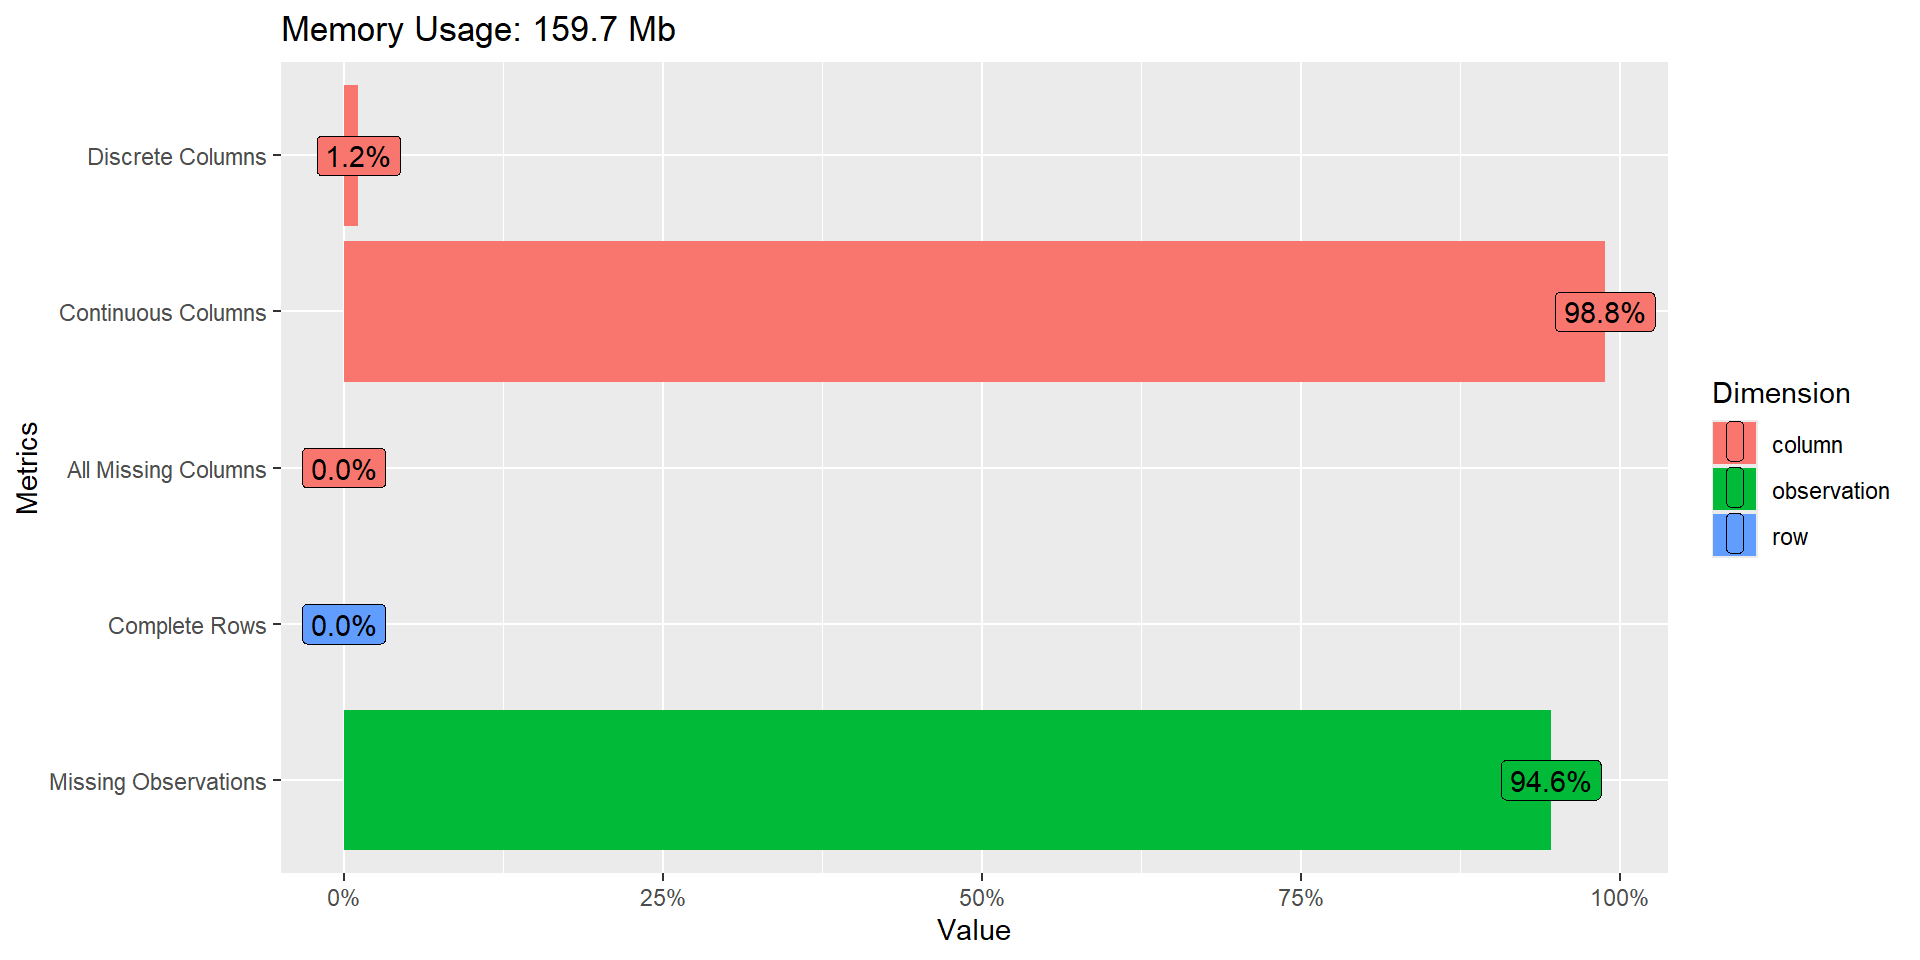 Memory Usage: 159.7 Mb
Metrics
Discrete Columns
1.2%
Continuous Columns
98.8%
All Missing Columns
0.0%
Complete Rows
0.0%
Missing Observations
94.6%
0% 25% 50% 75% 100%
Value
Dimension
column
observation
row